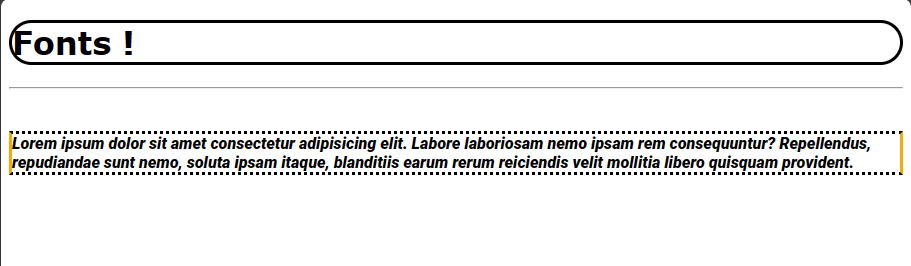 Fonts !
Lorem ipsum dolor sit amet consectetur adipisicing elit. Labore laboriosam nemo ipsam rem consequuntur? Repellendus,
repudiandae sunt nemo, soluta ipsam itaque, blanditiis earum rerum reiciendis velit mollitia libero quisquam provident.